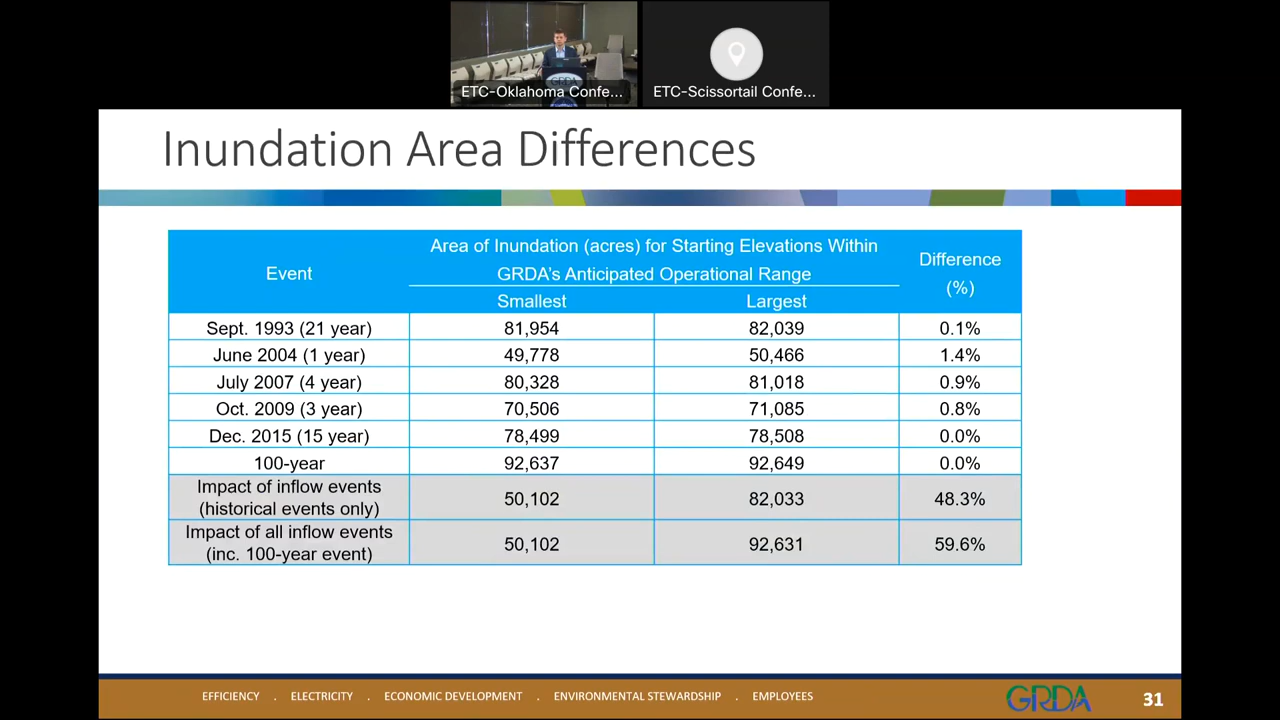 ETC-Oklahoma Confe...
ETC-Scissortail Confe...
GRDA
Inundation Area Differences
Event
Area of Inundation (acres) for Starting Elevations Within
GRDA's Anticipated Operational Range
Difference
(%)
Smallest
Largest
Sept. 1993 (21 year) 81,954 82,039 0.1%
June 2004 (1 year) 49,778 50,466 1.4%
July 2007 (4 year) 80,328 81,018 0.9%
Oct. 2009 (3 year) 70,506 71,085 0.8%
Dec. 2015 (15 year) 78,499 78,508 0.0%
100-year 92,637 92,649 0.0%
Impact of inflow events
(historical events only) 50,102 82,033 48.3%
Impact of all inflow events
(inc. 100-year event) 50,102 92,631 59.6%
EFFICIENCY . ELECTRICITY . ECONOMIC DEVELOPMENT . ENVIRONMENTAL STEWARDSHIP . EMPLOYEES
GRDA
31